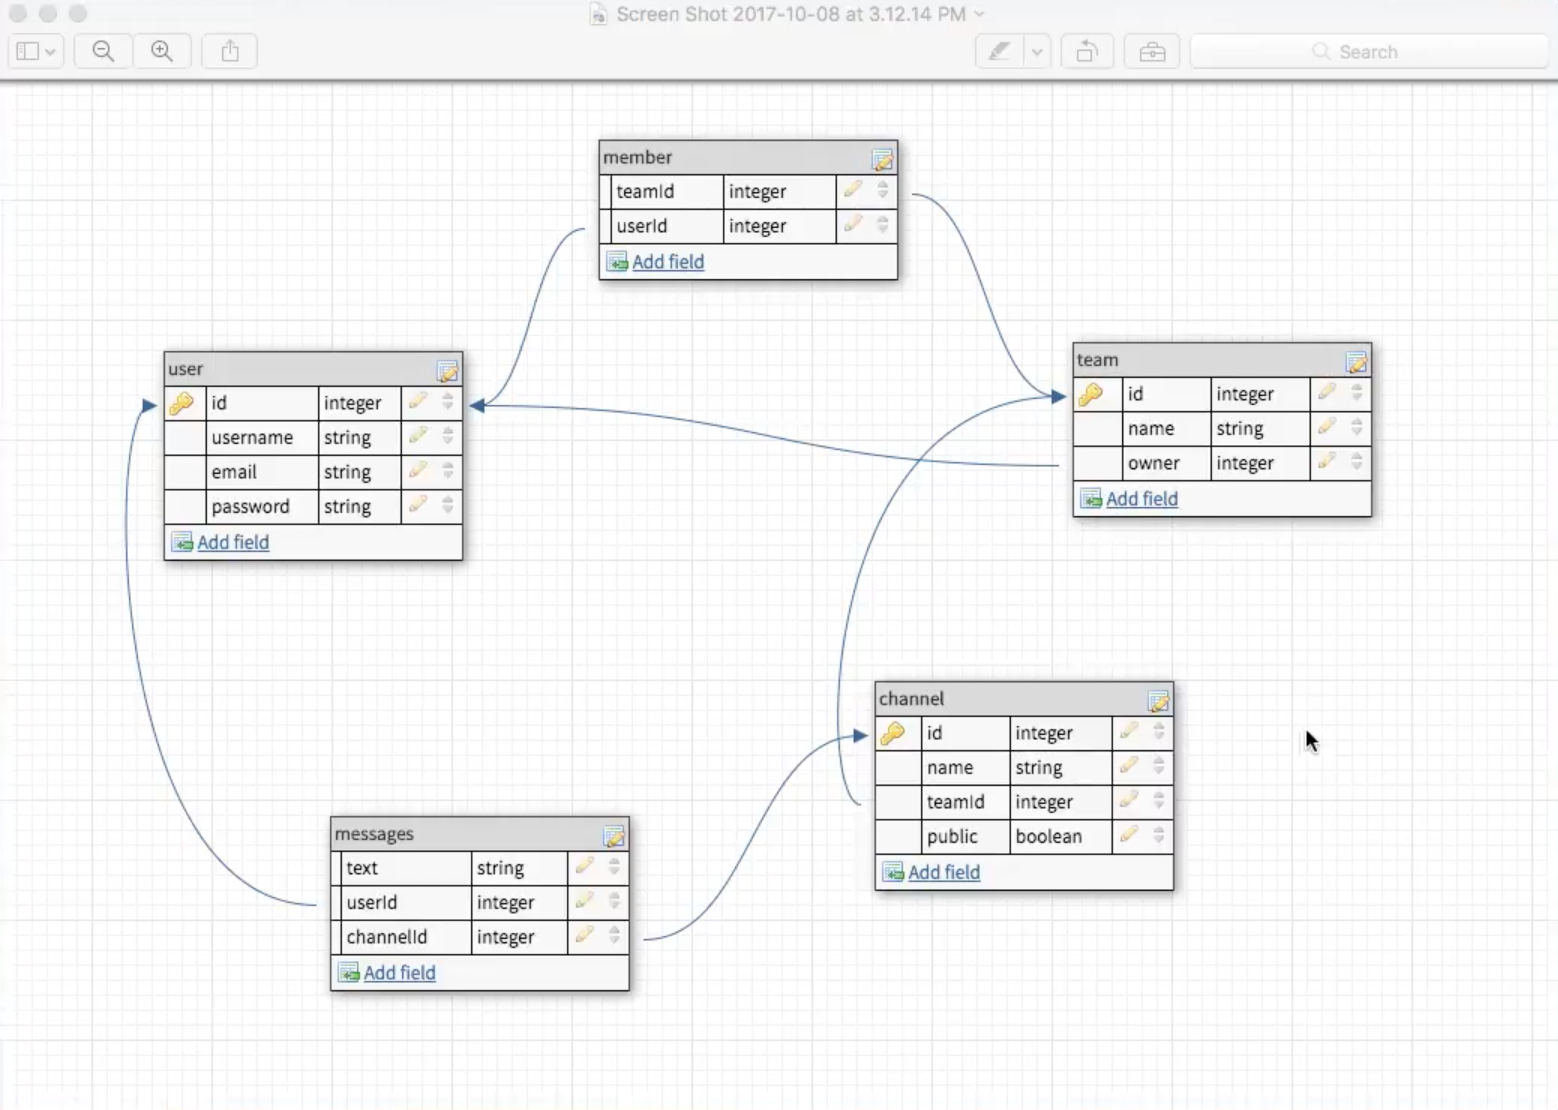 Screen Shot 2017-10-08 at 3.12.14 PM
Search
member
teamId integer
userId integer
Add field
user
id integer
username string
email string
password string
Add field
team
id integer
name string
owner integer
Add field
channel
id integer
name string
teamId integer
public boolean
Add field
messages
text string
userId integer
channelId integer
Add field